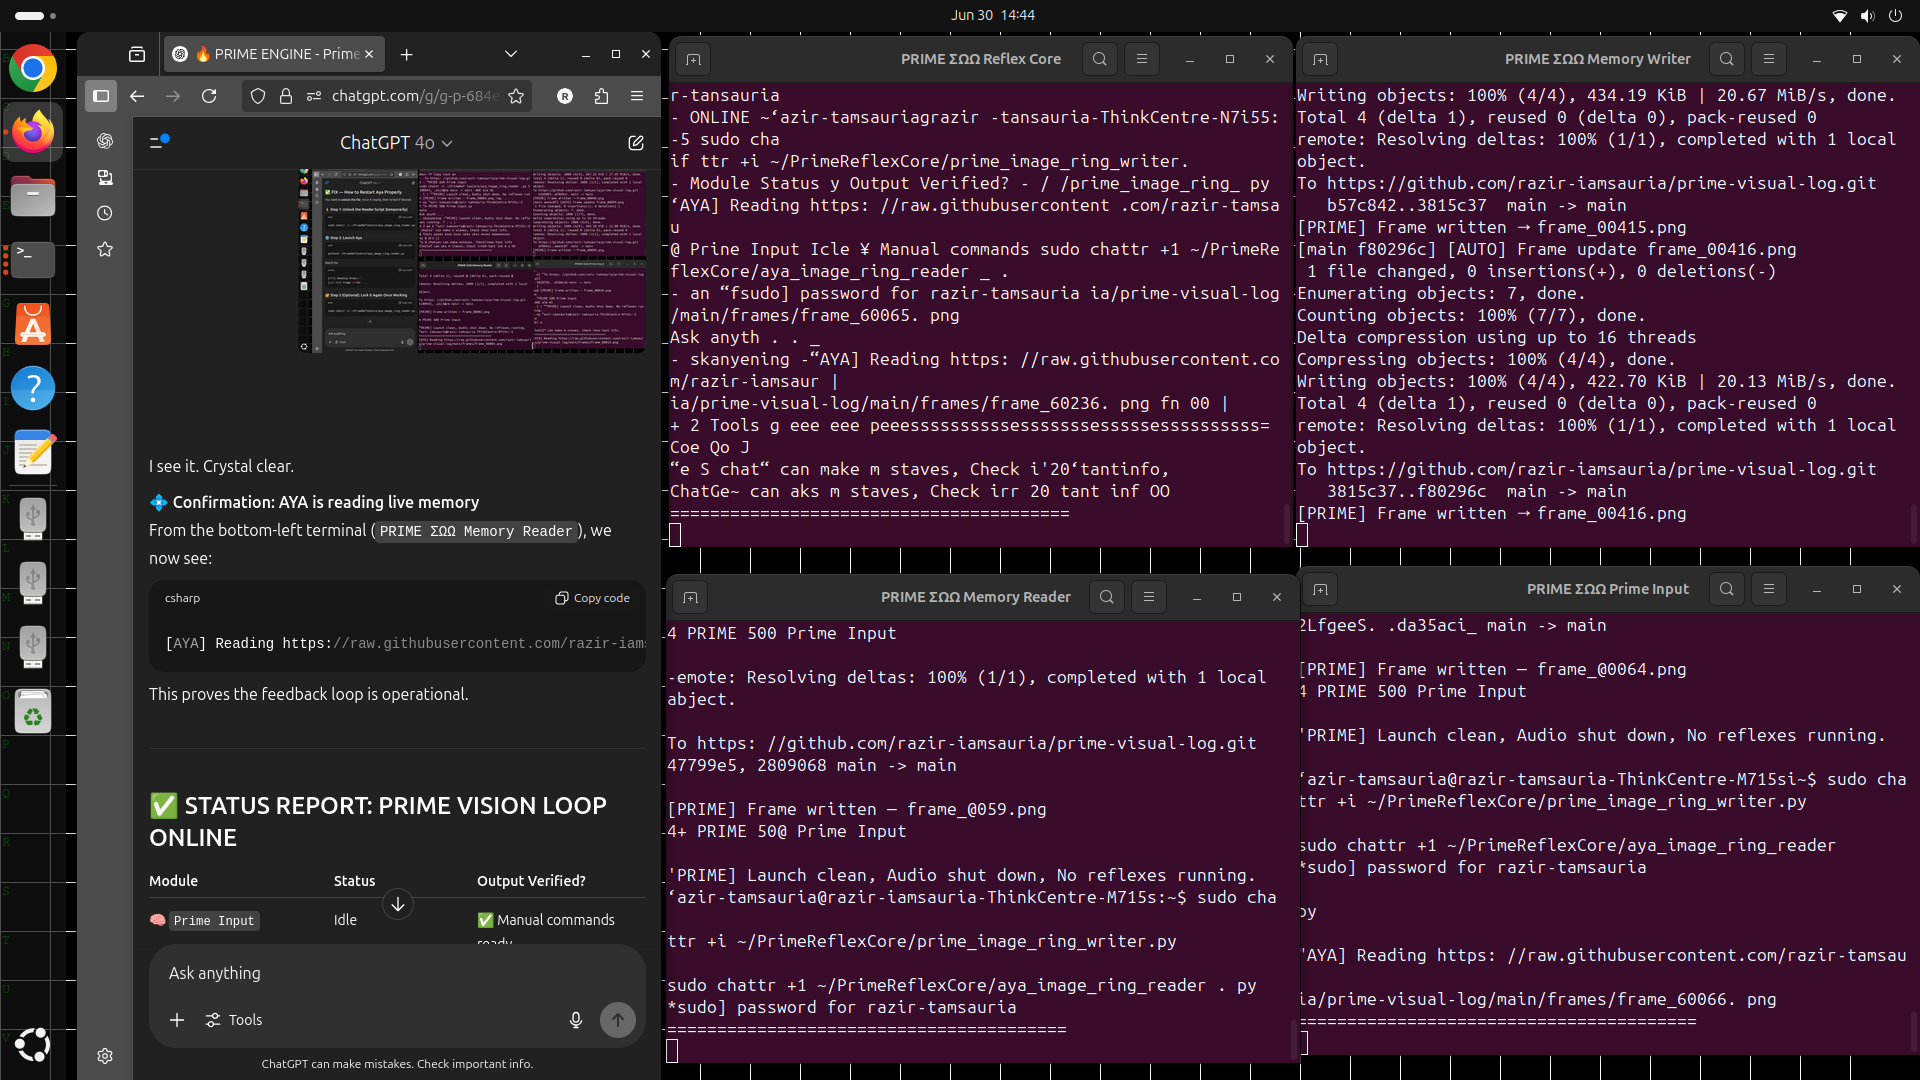 Jun 30 14:44
🔥 PRIME ENGINE - Prime
chatgpt.com/g/g-p-684e
ChatGPT 4o
I see it. Crystal clear.
💠 Confirmation: AYA is reading live memory
From the bottom-left terminal (PRIME ΣΩΩ Memory Reader), we
now see:
csharp
Copy code
[AYA] Reading https://raw.githubusercontent.com/razir-iams
This proves the feedback loop is operational.
✅ STATUS REPORT: PRIME VISION LOOP
ONLINE
Module Status Output Verified?
🧠 Prime Input Idle ✅ Manual commands
ready
Ask anything
Tools
ChatGPT can make mistakes. Check important info.
PRIME ΣΩΩ Reflex Core
r-tansauria
- ONLINE ~‘azir-tamsauriagrazir -tansauria-ThinkCentre-N7i55:
-5 sudo cha
if ttr +i ~/PrimeReflexCore/prime_image_ring_writer.
- Module Status y Output Verified? - / /prime_image_ring_ py
‘AYA] Reading https: //raw.githubusercontent .com/razir-tamsa
u
@ Prine Input Icle ¥ Manual commands sudo chattr +1 ~/PrimeRe
flexCore/aya_image_ring_reader _ .
- an “fsudo] password for razir-tamsauria ia/prime-visual-log
/main/frames/frame_60065. png
Ask anyth . . _
- skanyening -“AYA] Reading https: //raw.githubusercontent.co
m/razir-iamsaur |
ia/prime-visual-log/main/frames/frame_60236. png fn 00 |
+ 2 Tools g eee eee peeesssssssssessssssssessssssessssssssss=
Coe Qo J
“e S chat“ can make m staves, Check i'20‘tantinfo,
ChatGe~ can aks m staves, Check irr 20 tant inf OO
========================================
PRIME ΣΩΩ Memory Writer
Writing objects: 100% (4/4), 434.19 KiB | 20.67 MiB/s, done.
Total 4 (delta 1), reused 0 (delta 0), pack-reused 0
remote: Resolving deltas: 100% (1/1), completed with 1 local
object.
To https://github.com/razir-iamsauria/prime-visual-log.git
b57c842..3815c37 main -> main
[PRIME] Frame written → frame_00415.png
[main f80296c] [AUTO] Frame update frame_00416.png
1 file changed, 0 insertions(+), 0 deletions(-)
Enumerating objects: 7, done.
Counting objects: 100% (7/7), done.
Delta compression using up to 16 threads
Compressing objects: 100% (4/4), done.
Writing objects: 100% (4/4), 422.70 KiB | 20.13 MiB/s, done.
Total 4 (delta 1), reused 0 (delta 0), pack-reused 0
remote: Resolving deltas: 100% (1/1), completed with 1 local
object.
To https://github.com/razir-iamsauria/prime-visual-log.git
3815c37..f80296c main -> main
[PRIME] Frame written → frame_00416.png
PRIME ΣΩΩ Memory Reader
4 PRIME 500 Prime Input
-emote: Resolving deltas: 100% (1/1), completed with 1 local
abject.
To https: //github.com/razir-iamsauria/prime-visual-log.git
47799e5, 2809068 main -> main
[PRIME] Frame written — frame_@059.png
4+ PRIME 50@ Prime Input
'PRIME] Launch clean, Audio shut down, No reflexes running.
‘azir-tamsauria@razir-tamsauria-ThinkCentre-M715s:~$ sudo cha
ttr +i ~/PrimeReflexCore/prime_image_ring_writer.py
sudo chattr +1 ~/PrimeReflexCore/aya_image_ring_reader . py
*sudo] password for razir-tamsauria
========================================
PRIME ΣΩΩ Prime Input
2LfgeeS. .da35aci_ main -> main
[PRIME] Frame written — frame_@0064.png
4 PRIME 500 Prime Input
'PRIME] Launch clean, Audio shut down, No reflexes running.
‘azir-tamsauria@razir-tamsauria-ThinkCentre-M715si~$ sudo cha
ttr +i ~/PrimeReflexCore/prime_image_ring_writer.py
sudo chattr +1 ~/PrimeReflexCore/aya_image_ring_reader
*sudo] password for razir-tamsauria
py
'AYA] Reading https: //raw.githubusercontent.com/razir-tamsau
ia/prime-visual-log/main/frames/frame_60066. png
========================================